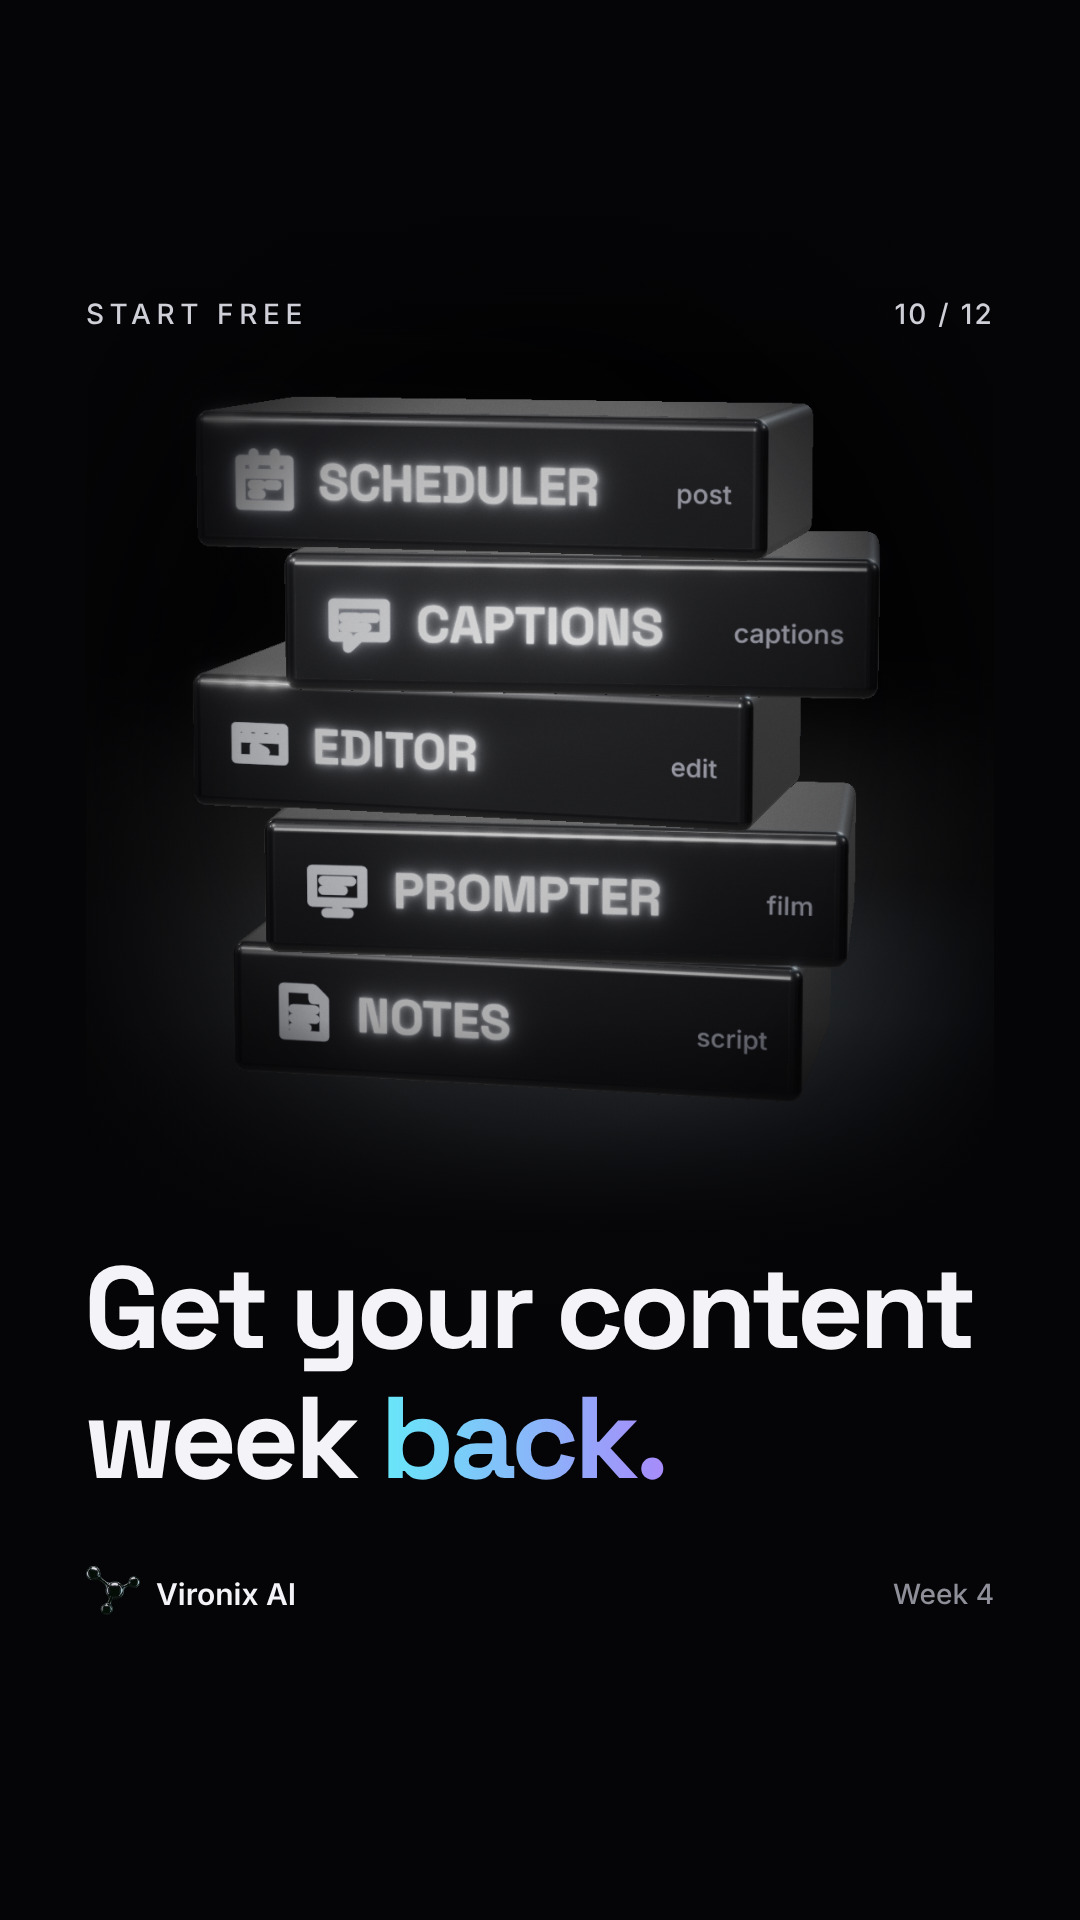 START FREE
10 / 12
SCHEDULER
post
CAPTIONS
captions
EDITOR
edit
PROMPTER
film
NOTES
script
Get your content
week back.
Vironix AI
Week 4